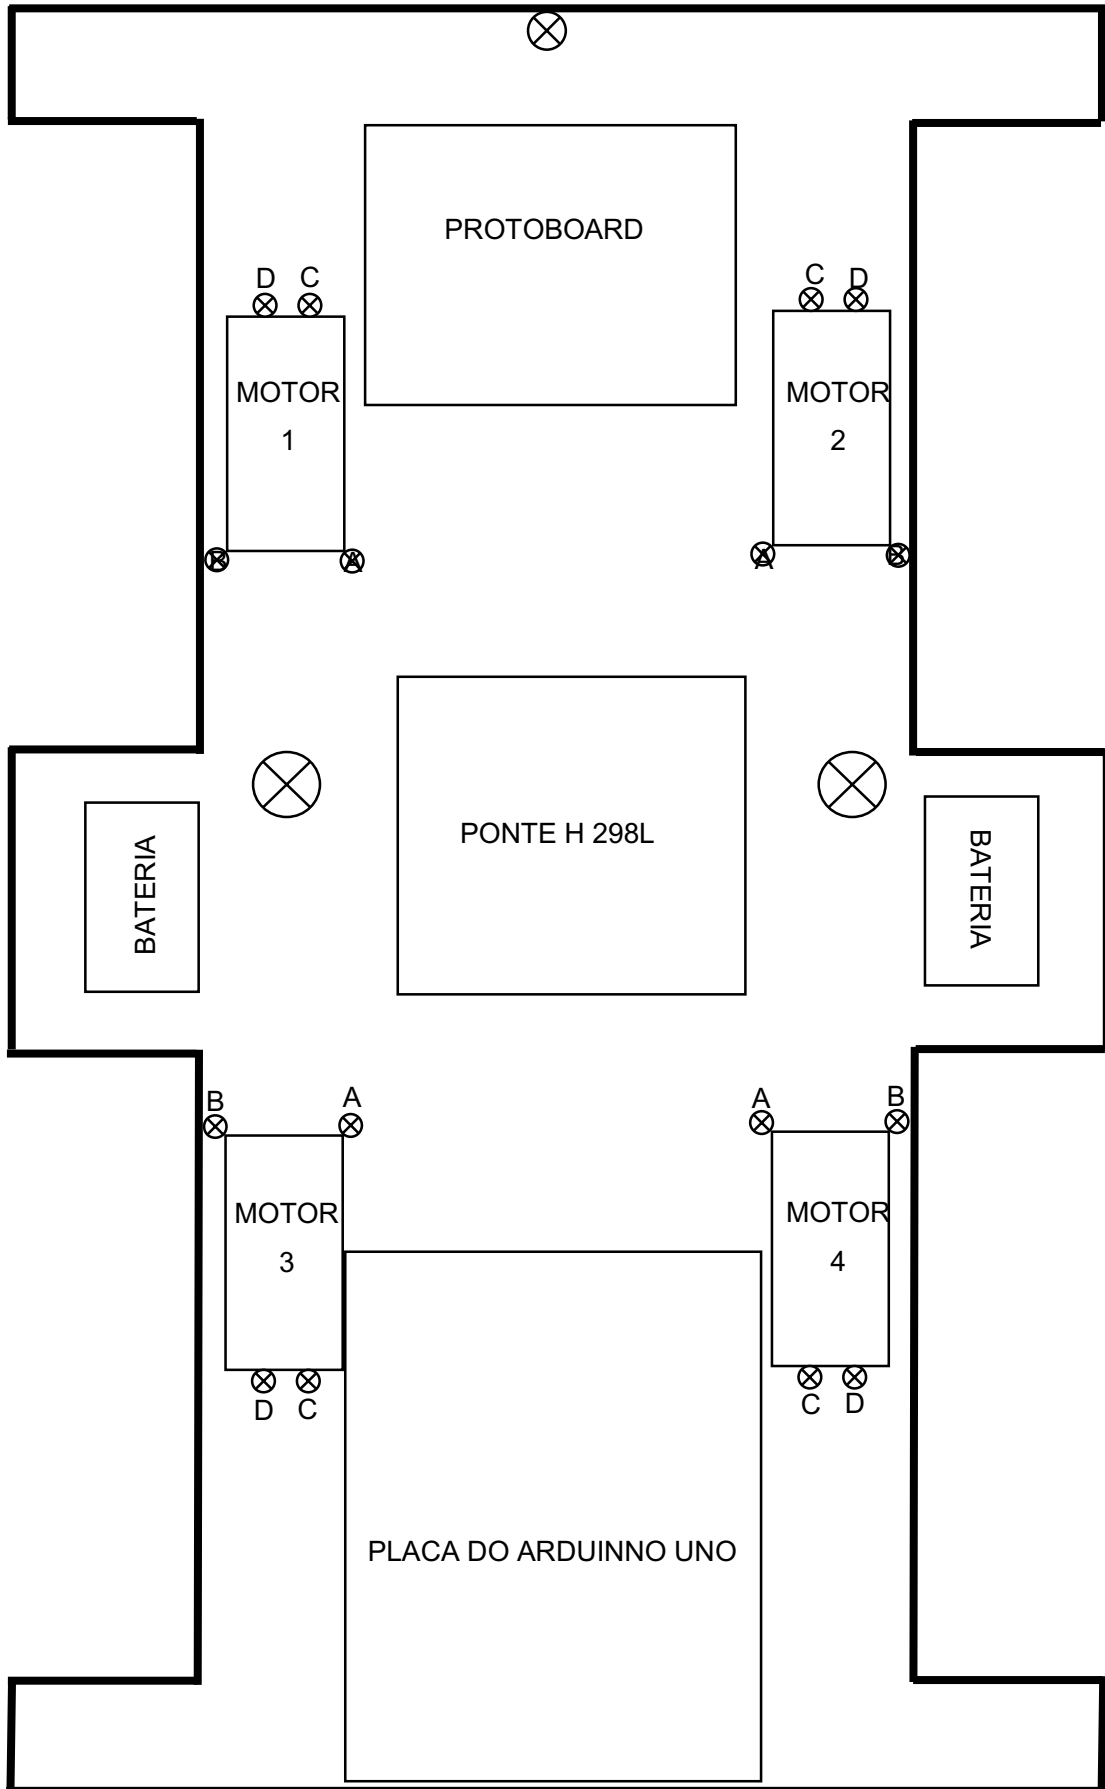 PROTOBOARD
D C
C D
MOTOR
1
MOTOR
2
B A
A B
PONTE H 298L
BATERIA
BATERIA
B A
A B
MOTOR
3
MOTOR
4
D C
C D
PLACA DO ARDUINNO UNO